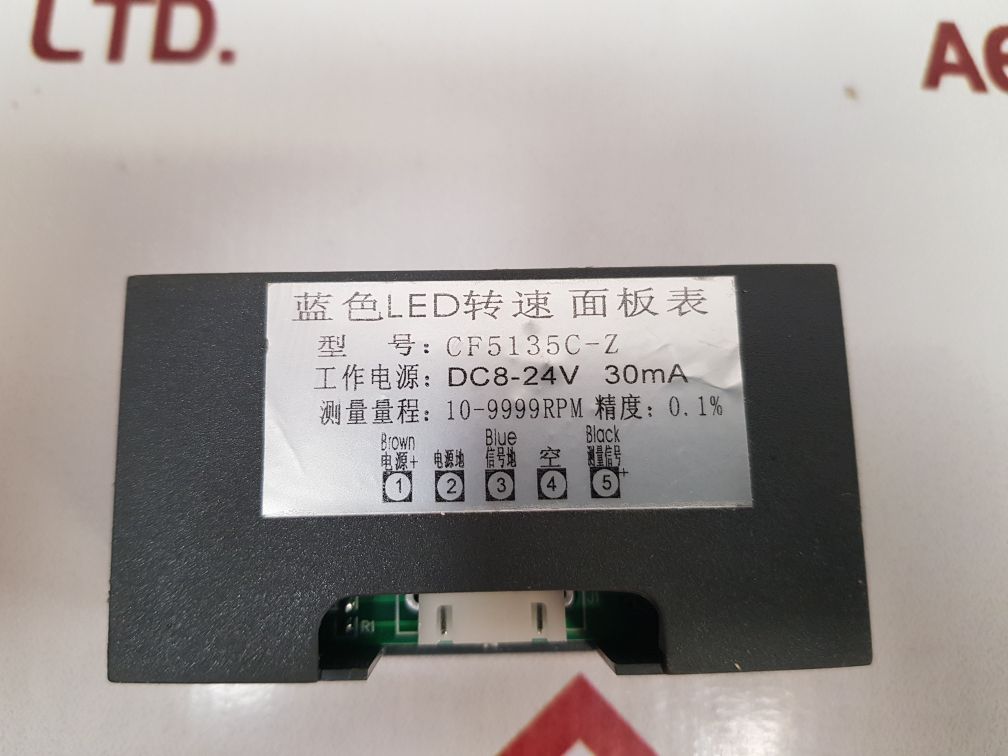 LTD.
AE
蓝色LED转速 面板表
型 号: CF5135C-Z
工作电源: DC8-24V 30mA
测量量程: 10-9999RPM 精度: 0.1%
Brown Blue Black
电源+ 电源地 信号地 空 测量信号+
1 2 3 4 5
R1
J1